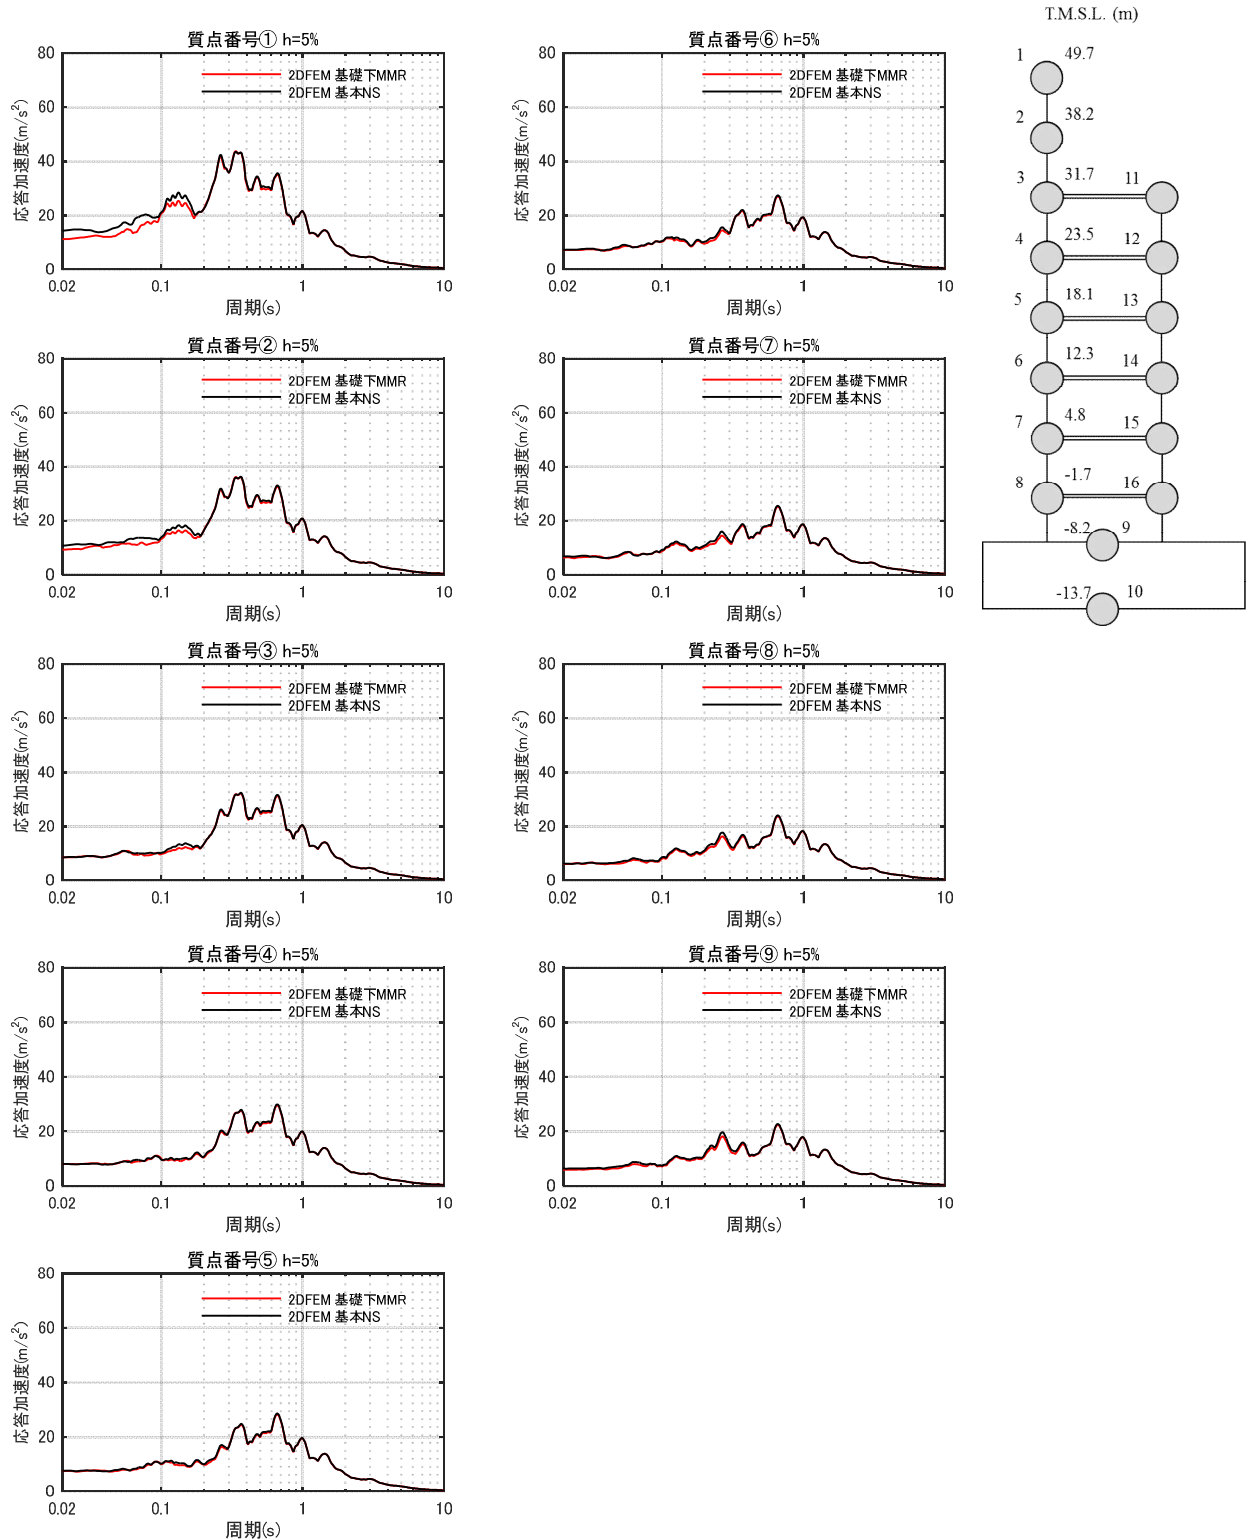 質点番号① h=5%
2DFEM 基礎下MMR
2DFEM 基本NS
応答加速度(m/s²)
80
60
40
20
0
0.02
0.1
1
10
周期(s)
質点番号② h=5%
2DFEM 基礎下MMR
2DFEM 基本NS
応答加速度(m/s²)
80
60
40
20
0
0.02
0.1
1
10
周期(s)
質点番号③ h=5%
2DFEM 基礎下MMR
2DFEM 基本NS
応答加速度(m/s²)
80
60
40
20
0
0.02
0.1
1
10
周期(s)
質点番号④ h=5%
2DFEM 基礎下MMR
2DFEM 基本NS
応答加速度(m/s²)
80
60
40
20
0
0.02
0.1
1
10
周期(s)
質点番号⑤ h=5%
2DFEM 基礎下MMR
2DFEM 基本NS
応答加速度(m/s²)
80
60
40
20
0
0.02
0.1
1
10
周期(s)
質点番号⑥ h=5%
2DFEM 基礎下MMR
2DFEM 基本NS
応答加速度(m/s²)
80
60
40
20
0
0.02
0.1
1
10
周期(s)
質点番号⑦ h=5%
2DFEM 基礎下MMR
2DFEM 基本NS
応答加速度(m/s²)
80
60
40
20
0
0.02
0.1
1
10
周期(s)
質点番号⑧ h=5%
2DFEM 基礎下MMR
2DFEM 基本NS
応答加速度(m/s²)
80
60
40
20
0
0.02
0.1
1
10
周期(s)
質点番号⑨ h=5%
2DFEM 基礎下MMR
2DFEM 基本NS
応答加速度(m/s²)
80
60
40
20
0
0.02
0.1
1
10
周期(s)
T.M.S.L. (m)
1 49.7
2 38.2
3 31.7 11
4 23.5 12
5 18.1 13
6 12.3 14
7 4.8 15
8 -1.7 16
-8.2 9
-13.7 10